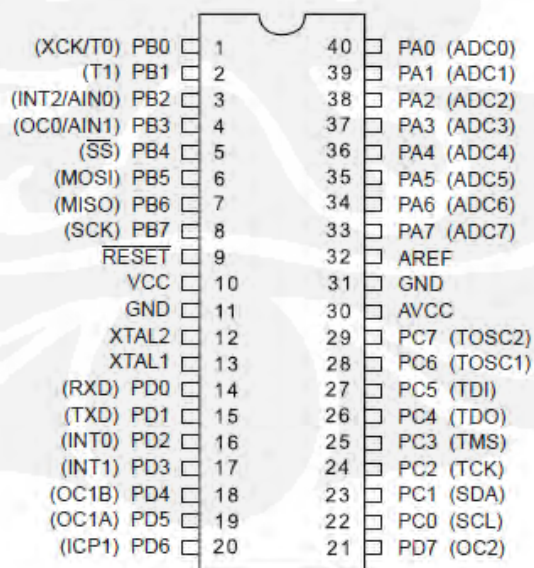 (XCK/T0) PB0 1 40 PA0 (ADC0)
(T1) PB1 2 39 PA1 (ADC1)
(INT2/AIN0) PB2 3 38 PA2 (ADC2)
(OC0/AIN1) PB3 4 37 PA3 (ADC3)
(S̅S̅) PB4 5 36 PA4 (ADC4)
(MOSI) PB5 6 35 PA5 (ADC5)
(MISO) PB6 7 34 PA6 (ADC6)
(SCK) PB7 8 33 PA7 (ADC7)
R̅E̅S̅E̅T̅ 9 32 AREF
VCC 10 31 GND
GND 11 30 AVCC
XTAL2 12 29 PC7 (TOSC2)
XTAL1 13 28 PC6 (TOSC1)
(RXD) PD0 14 27 PC5 (TDI)
(TXD) PD1 15 26 PC4 (TDO)
(INT0) PD2 16 25 PC3 (TMS)
(INT1) PD3 17 24 PC2 (TCK)
(OC1B) PD4 18 23 PC1 (SDA)
(OC1A) PD5 19 22 PC0 (SCL)
(ICP1) PD6 20 21 PD7 (OC2)